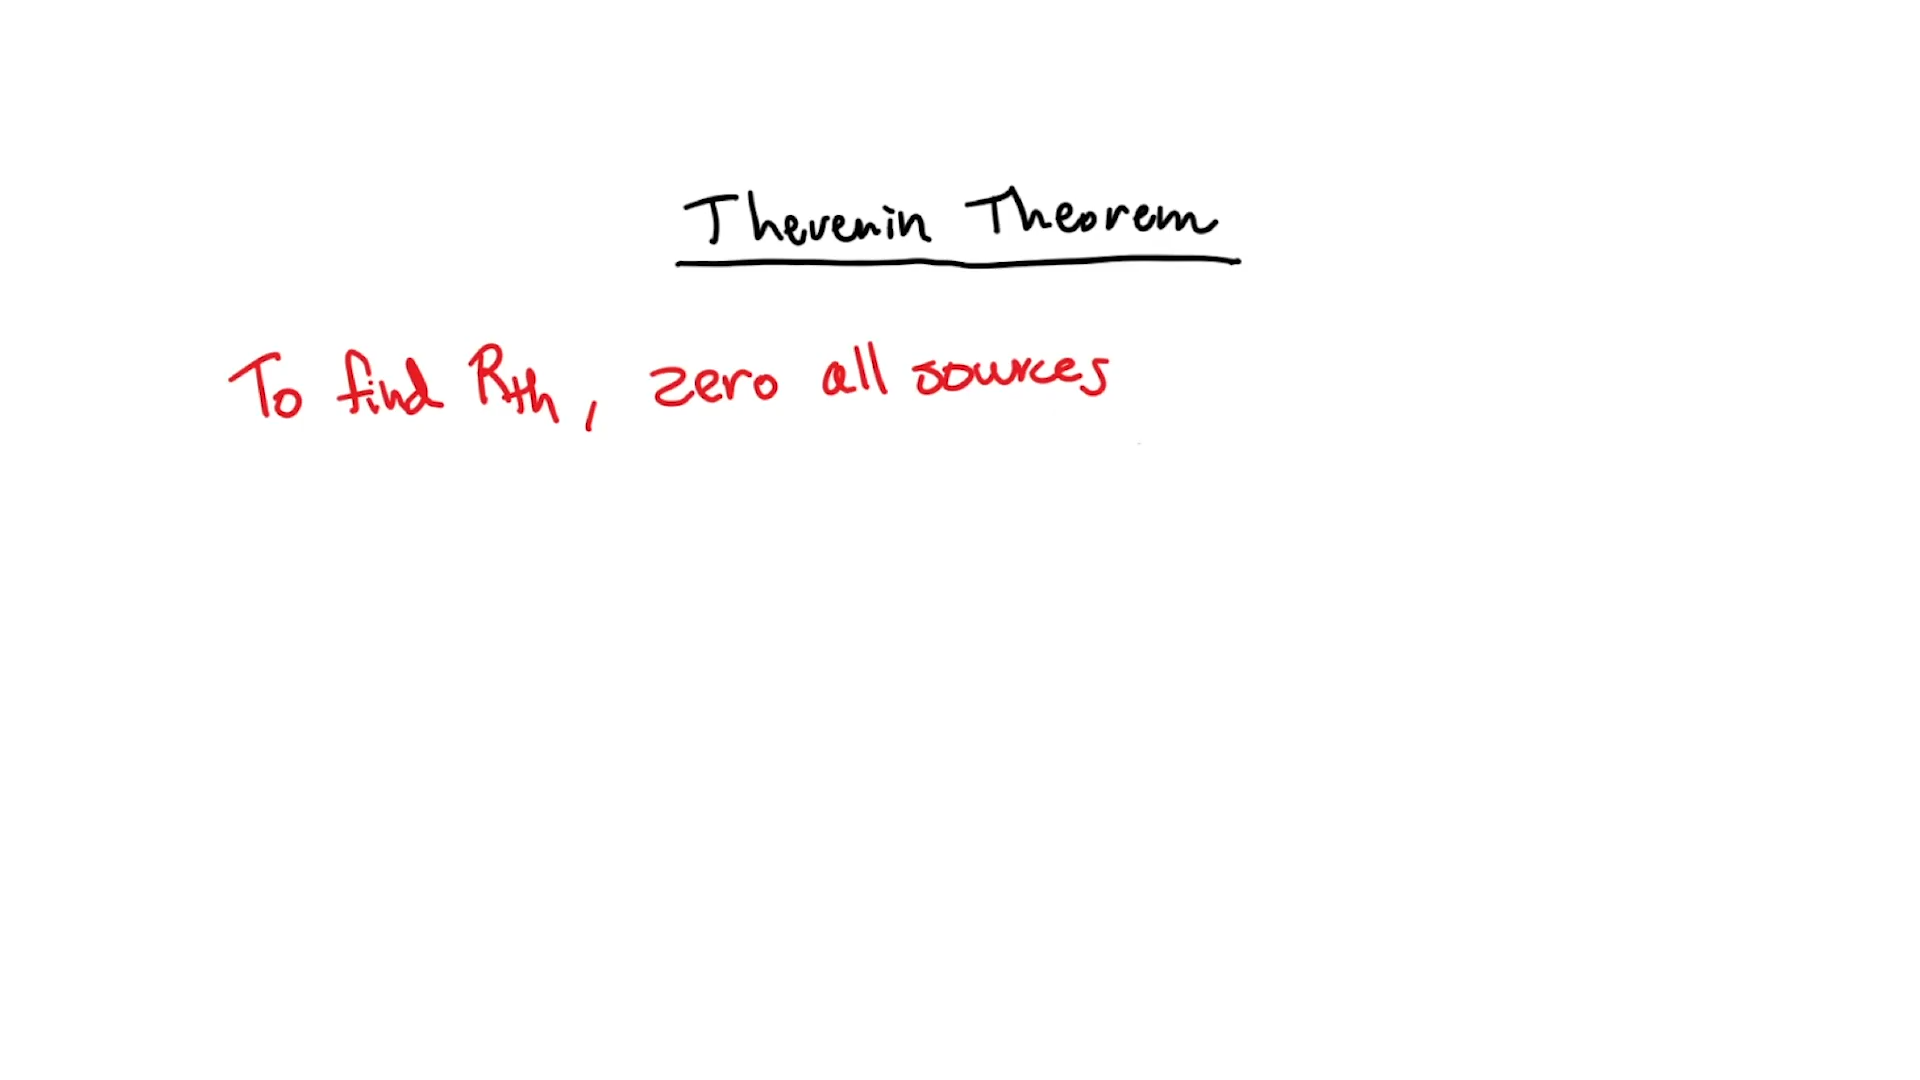 Thevenin Theorem
To find Rth, zero all sources